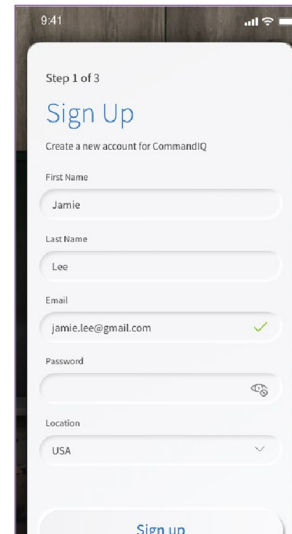 9:41
Step 1 of 3
Sign Up
Create a new account for CommandIQ
First Name
Jamie
Last Name
Lee
Email
jamie.lee@gmail.com
Password
Location
USA
Sign up